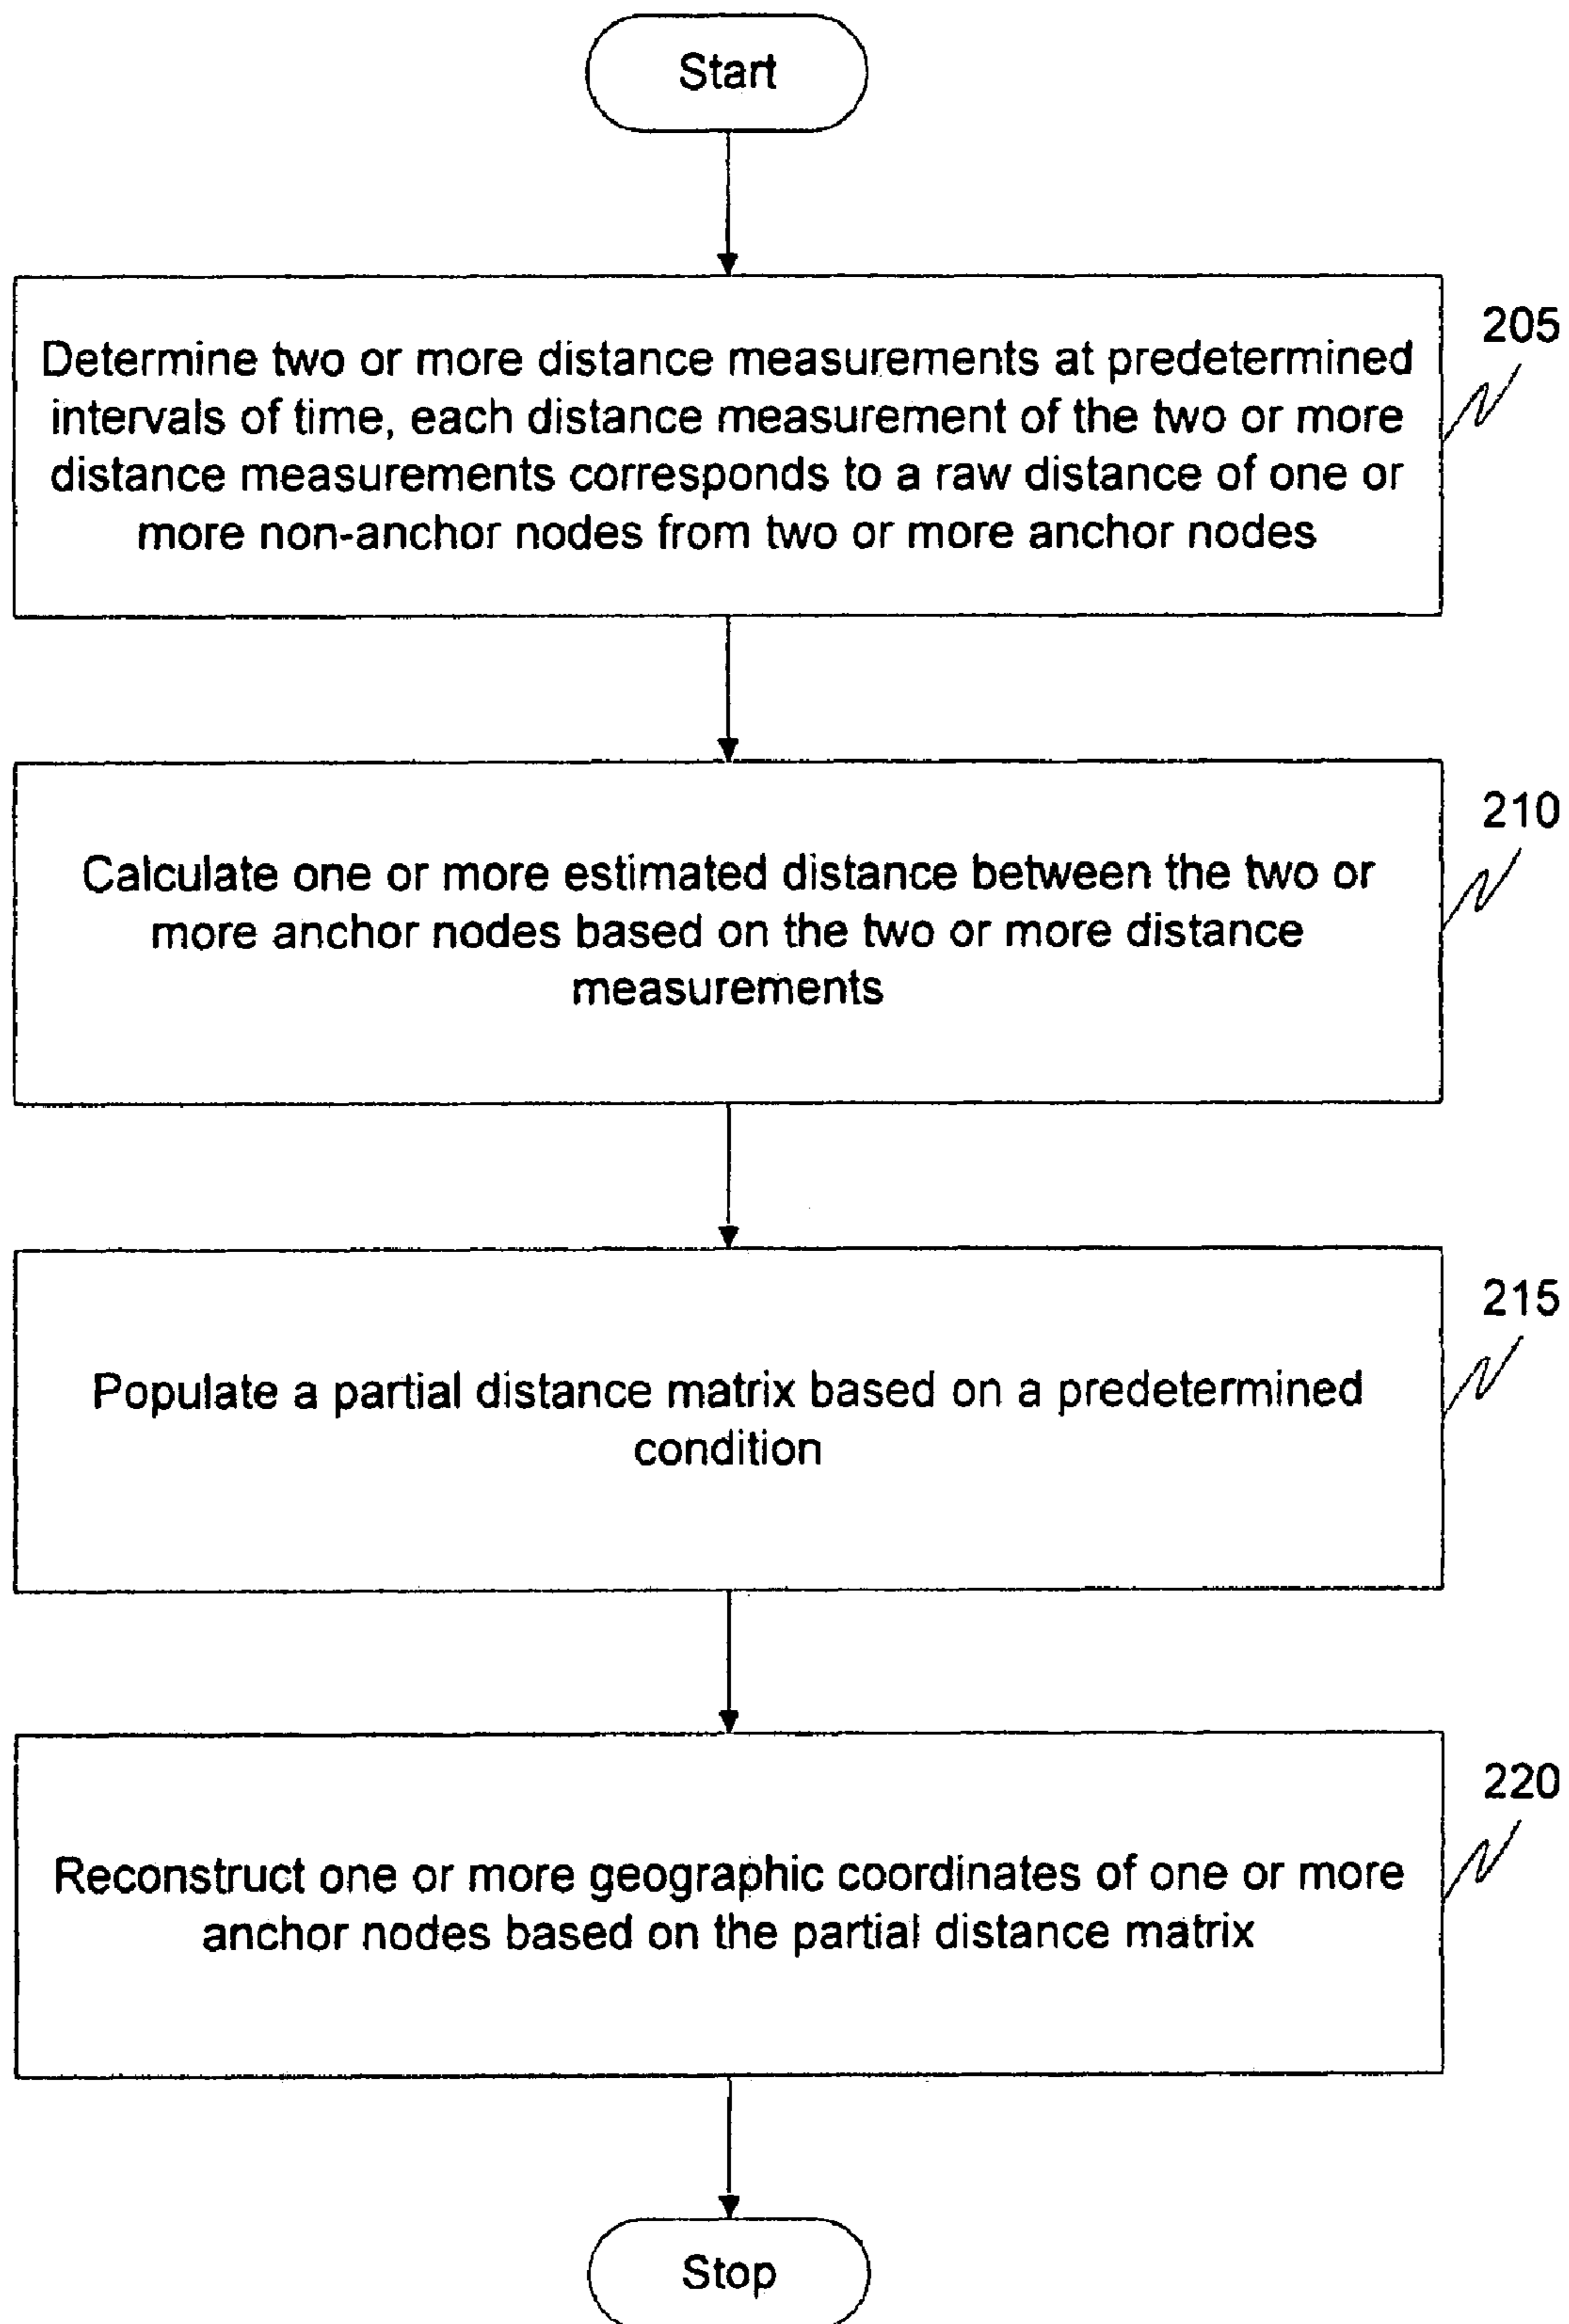 Start
205
Determine two or more distance measurements at predetermined
intervals of time, each distance measurement of the two or more
distance measurements corresponds to a raw distance of one or
more non-anchor nodes from two or more anchor nodes
210
Calculate one or more estimated distance between the two or
more anchor nodes based on the two or more distance
measurements
215
Populate a partial distance matrix based on a predetermined
condition
220
Reconstruct one or more geographic coordinates of one or more
anchor nodes based on the partial distance matrix
Stop